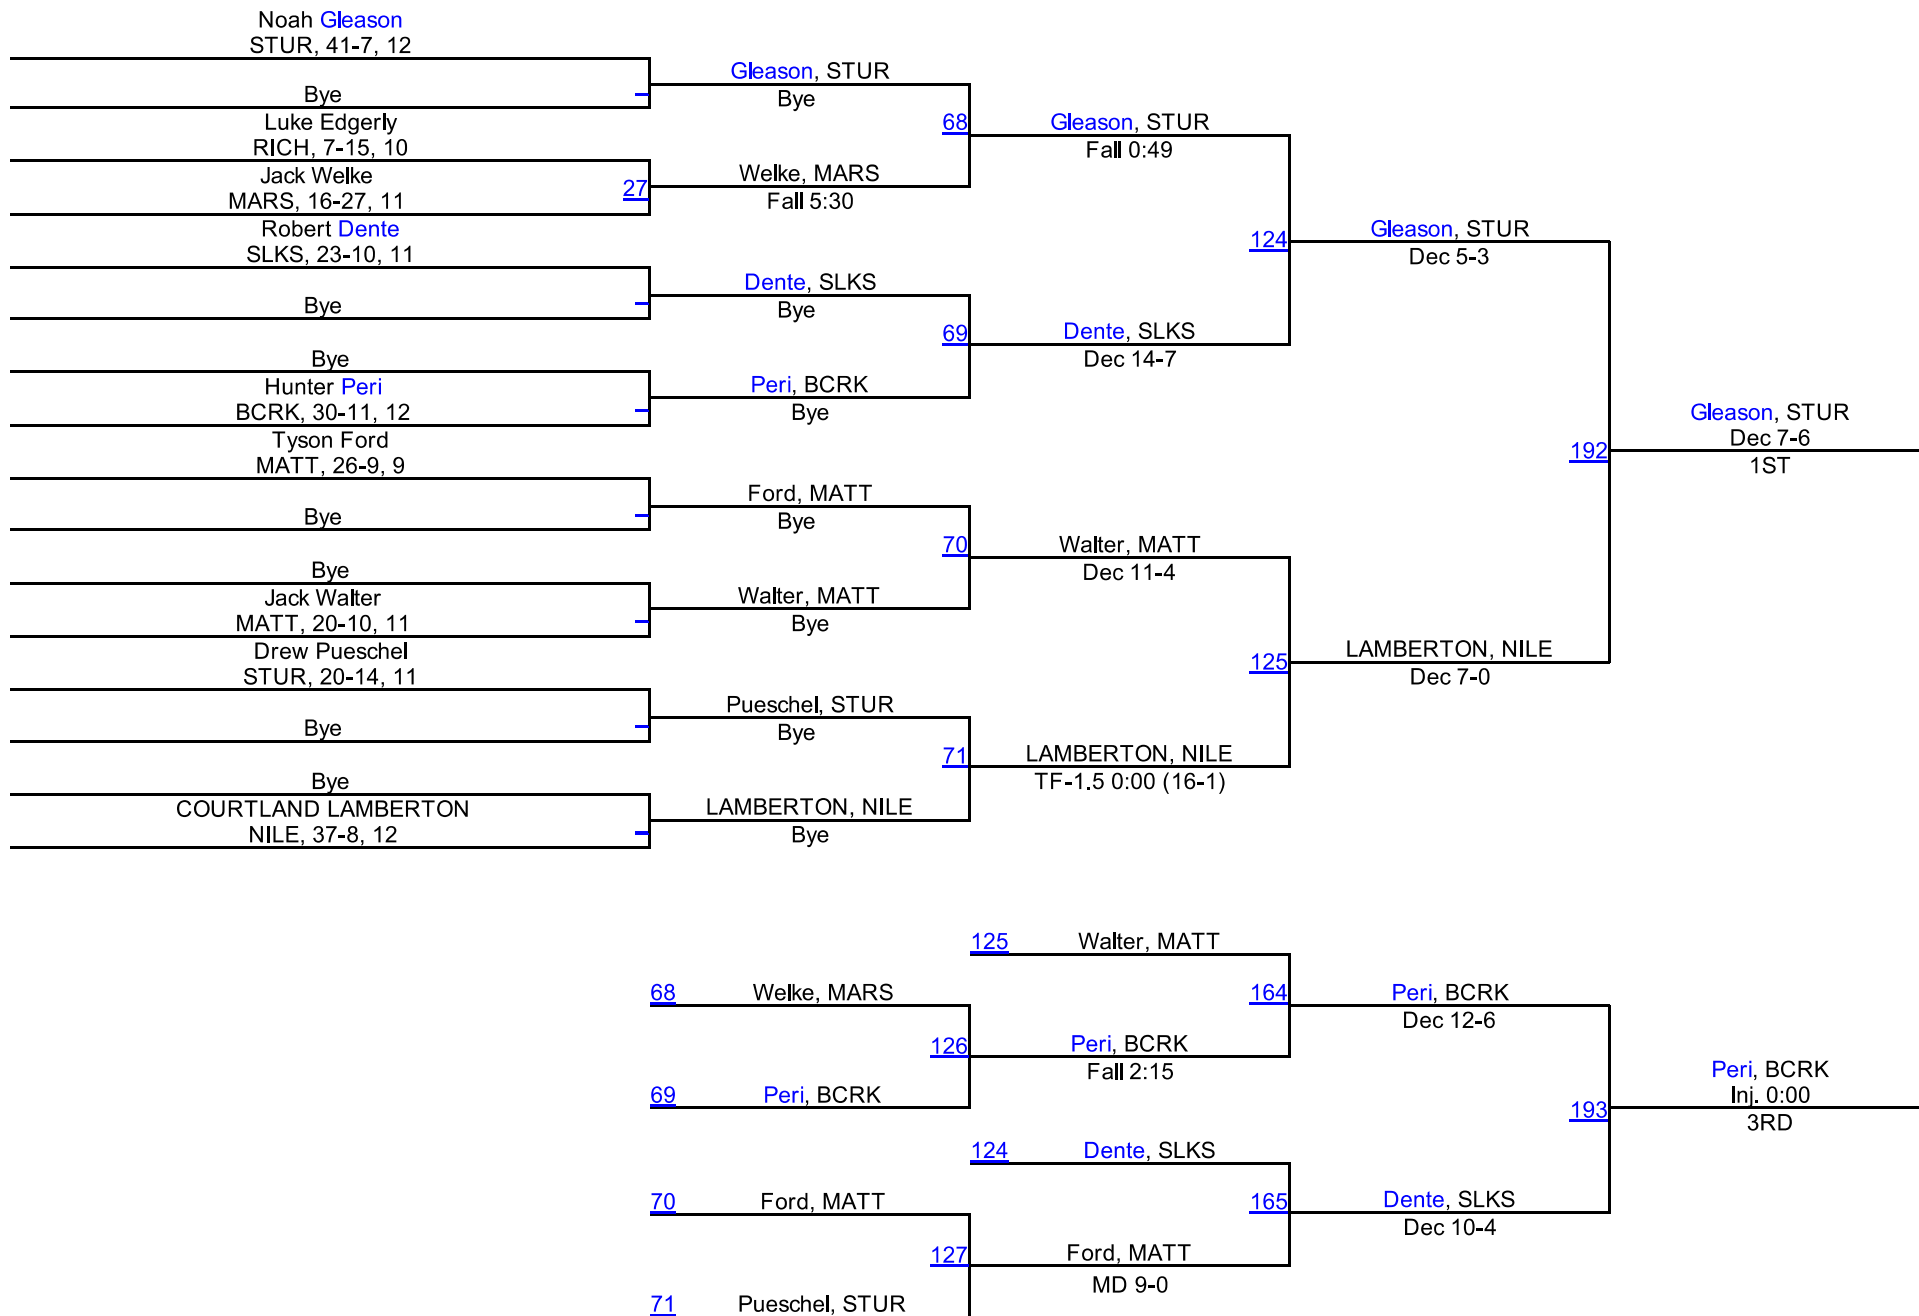 Noah Gleason
STUR, 41-7, 12
Bye
Luke Edgerly
RICH, 7-15, 10
Jack Welke
MARS, 16-27, 11
27
Robert Dente
SLKS, 23-10, 11
Bye
Bye
Hunter Peri
BCRK, 30-11, 12
Tyson Ford
MATT, 26-9, 9
Bye
Bye
Jack Walter
MATT, 20-10, 11
Drew Pueschel
STUR, 20-14, 11
Bye
Bye
COURTLAND LAMBERTON
NILE, 37-8, 12
Gleason, STUR
Bye
68
Welke, MARS
Fall 5:30
Dente, SLKS
Bye
69
Peri, BCRK
Bye
Ford, MATT
Bye
70
Walter, MATT
Bye
Pueschel, STUR
Bye
71
LAMBERTON, NILE
Bye
Gleason, STUR
Fall 0:49
124
Dente, SLKS
Dec 14-7
Walter, MATT
Dec 11-4
125
LAMBERTON, NILE
TF-1.5 0:00 (16-1)
Gleason, STUR
Dec 5-3
192
LAMBERTON, NILE
Dec 7-0
Gleason, STUR
Dec 7-6
1ST
68 Welke, MARS
126
69 Peri, BCRK
70 Ford, MATT
127
71 Pueschel, STUR
125 Walter, MATT
164
Peri, BCRK
Fall 2:15
124 Dente, SLKS
165
Ford, MATT
MD 9-0
Peri, BCRK
Dec 12-6
193
Dente, SLKS
Dec 10-4
Peri, BCRK
Inj. 0:00
3RD